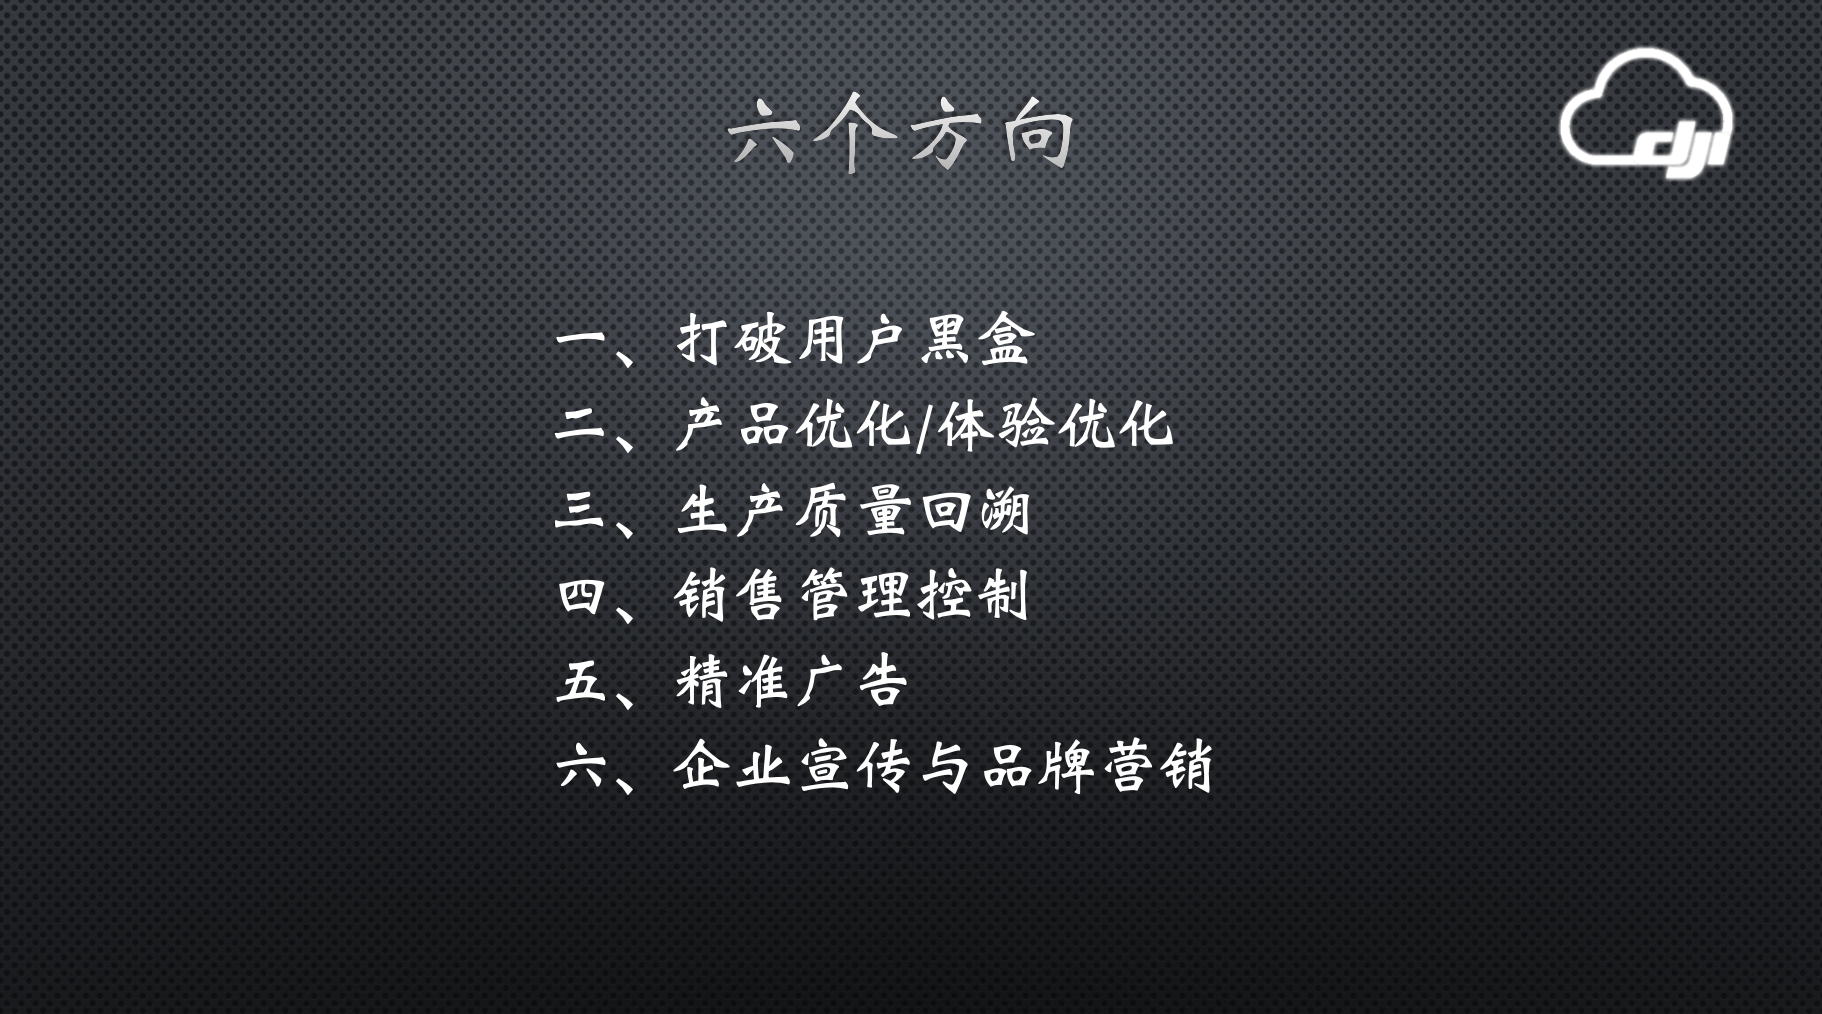 六个方向
dji
一、打破用户黑盒
二、产品优化/体验优化
三、生产质量回溯
四、销售管理控制
五、精准广告
六、企业宣传与品牌营销